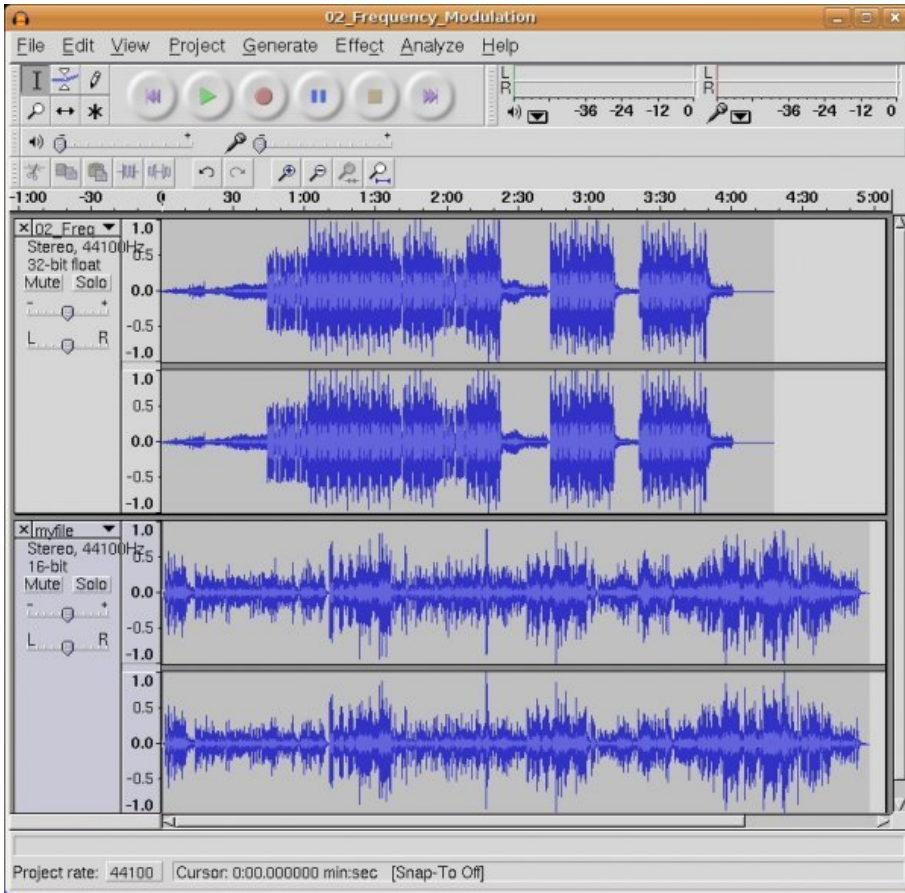 02_Frequency_Modulation
File Edit View Project Generate Effect Analyze Help
L
R
-36 -24 -12 0
L
R
-36 -24 -12 0
- +
- +
-1:00 -30 0 30 1:00 1:30 2:00 2:30 3:00 3:30 4:00 4:30 5:00
02_Freq
Stereo, 44100Hz
32-bit float
Mute Solo
- +
L R
1.0
0.5
0.0
-0.5
-1.0
1.0
0.5
0.0
-0.5
-1.0
myfile
Stereo, 44100Hz
16-bit
Mute Solo
- +
L R
1.0
0.5
0.0
-0.5
-1.0
1.0
0.5
0.0
-0.5
-1.0
Project rate: 44100 Cursor: 0:00.000000 min:sec [Snap-To Off]